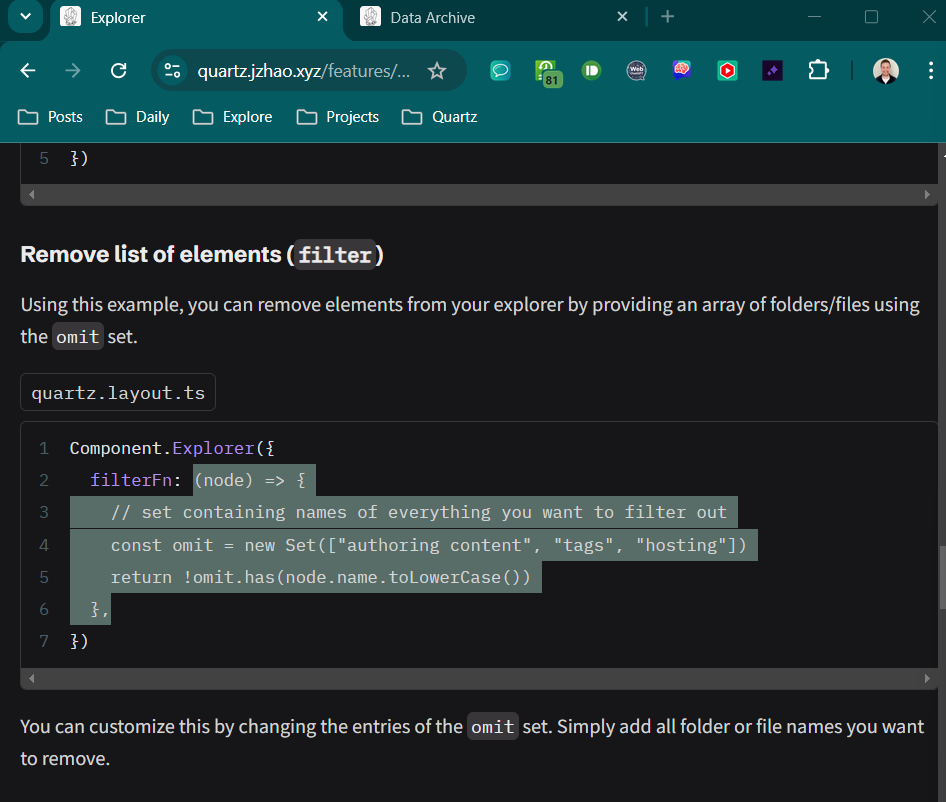 Explorer
Data Archive
quartz.jzhao.xyz/features/...
81
Posts
Daily
Explore
Projects
Quartz
5 })
Remove list of elements (filter)
Using this example, you can remove elements from your explorer by providing an array of folders/files using
the omit set.
quartz.layout.ts
1 Component.Explorer({
2 filterFn: (node) => {
3 // set containing names of everything you want to filter out
4 const omit = new Set(["authoring content", "tags", "hosting"])
5 return !omit.has(node.name.toLowerCase())
6 },
7 })
You can customize this by changing the entries of the omit set. Simply add all folder or file names you want
to remove.